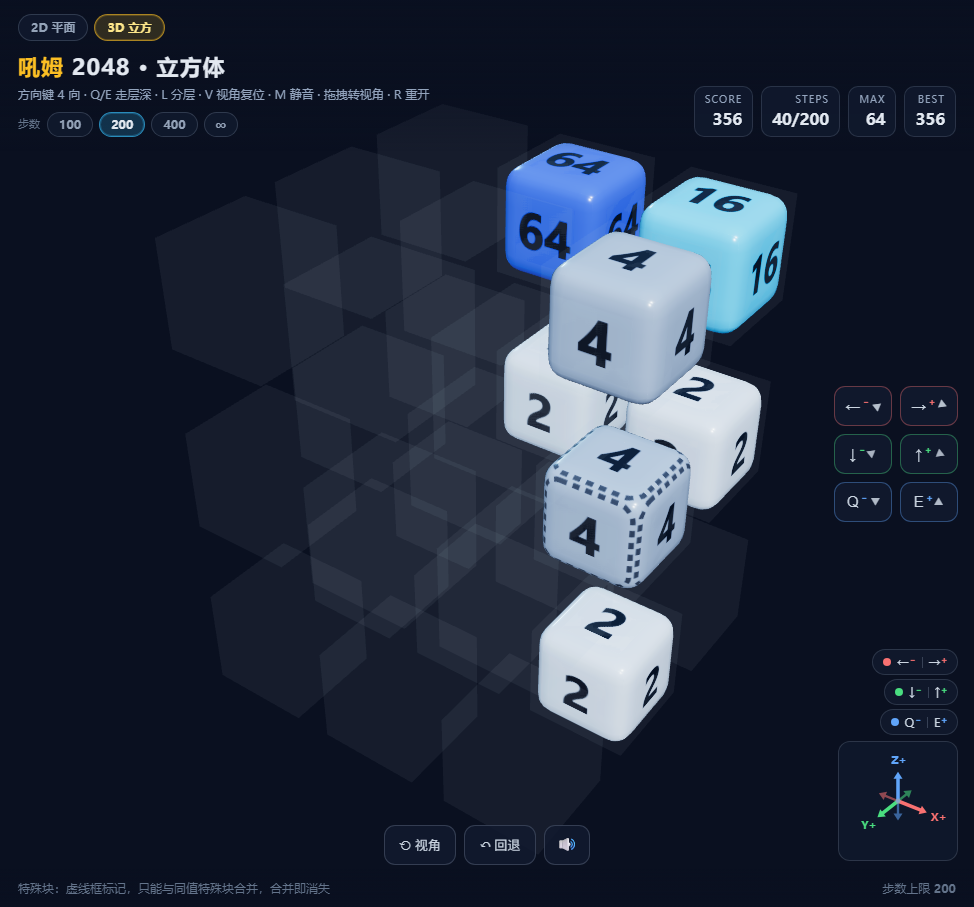 2D 平面 3D 立方
吼姆 2048 • 立方体
方向键 4 向 · Q/E 走层深 · L 分层 · V 视角复位 · M 静音 · 拖拽转视角 · R 重开
步数 100 200 400 ∞
SCORE STEPS MAX BEST
356 40/200 64 356
64
64 64
16
16
4
4 4
2 2
2
2
4
4 4
2
2 2
←⁻▼ →⁺▲
↓⁻▼ ↑⁺▲
Q⁻▼ E⁺▲
←⁻ | →⁺
↓⁻ | ↑⁺
Q⁻ | E⁺
Z+
X+
Y+
视角 回退
特殊块：虚线框标记，只能与同值特殊块合并，合并即消失
步数上限 200